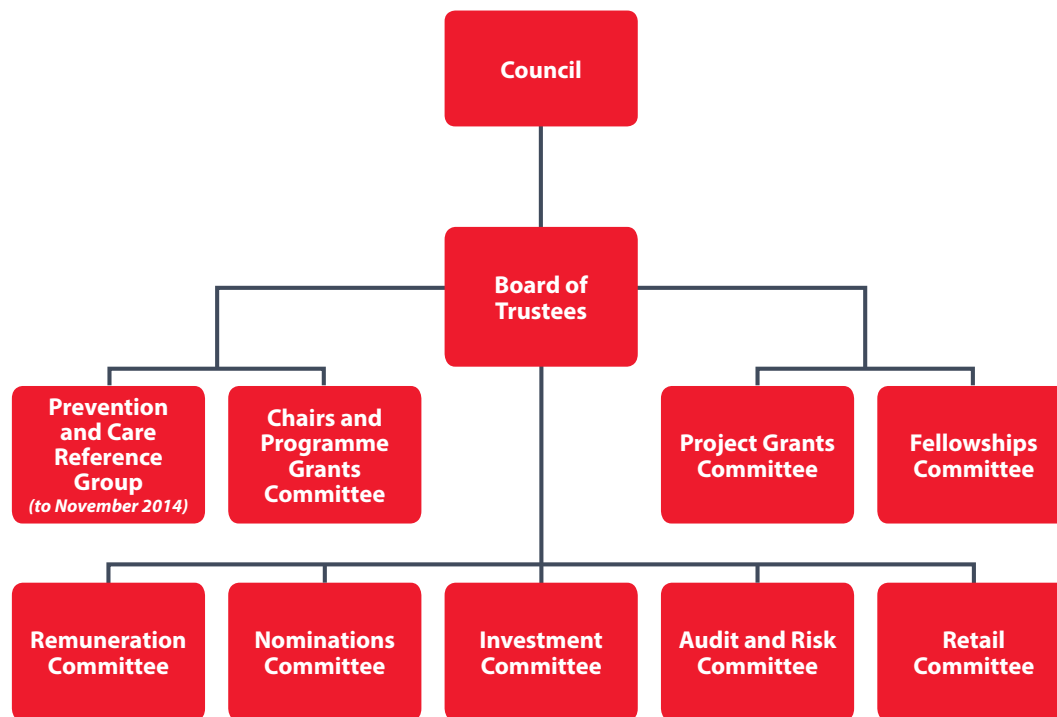 Council
Board of
Trustees
Prevention
and Care
Reference
Group
(to November 2014)
Chairs and
Programme
Grants
Committee
Project Grants
Committee
Fellowships
Committee
Remuneration
Committee
Nominations
Committee
Investment
Committee
Audit and Risk
Committee
Retail
Committee